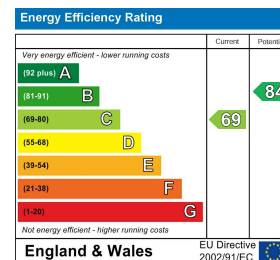 Energy Efficiency Rating
Current
Very energy efficient - lower running costs
(92 plus) A
(81-91) B
84
(69-80) C
69
(55-68) D
(39-54) E
(21-38) F
(1-20) G
Not energy efficient - higher running costs
England & Wales
EU Directive
2002/91/EC